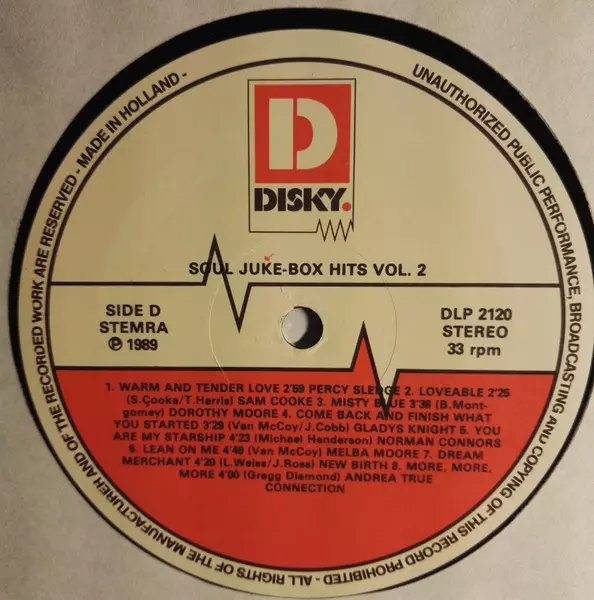 D
DISKY.
SOUL JUKE-BOX HITS VOL. 2
SIDE D
STEMRA
℗ 1989
DLP 2120
STEREO
33 rpm
1. WARM AND TENDER LOVE 2'59 PERCY SLEDGE 2. LOVEABLE 2'25
(S.Cooke/T.Harris) SAM COOKE 3. MISTY BLUE 3'38 (B.Mont-
gomey) DOROTHY MOORE 4. COME BACK AND FINISH WHAT
YOU STARTED 3'29 (Van McCoy/J.Cobb) GLADYS KNIGHT 5. YOU
ARE MY STARSHIP 4'23 (Michael Henderson) NORMAN CONNORS
6. LEAN ON ME 4'49 (Van McCoy) MELBA MOORE 7. DREAM
MERCHANT 4'20 (L.Weiss/J.Ross) NEW BIRTH 8. MORE, MORE,
MORE (Gregg Diamond) ANDREA TRUE
CONNECTION
- ALL RIGHTS OF THE MANUFACTURER AND OF THE RECORDED WORK ARE RESERVED - MADE IN HOLLAND -
UNAUTHORIZED PUBLIC PERFORMANCE, BROADCASTING AND COPYING OF THIS RECORD PROHIBITED